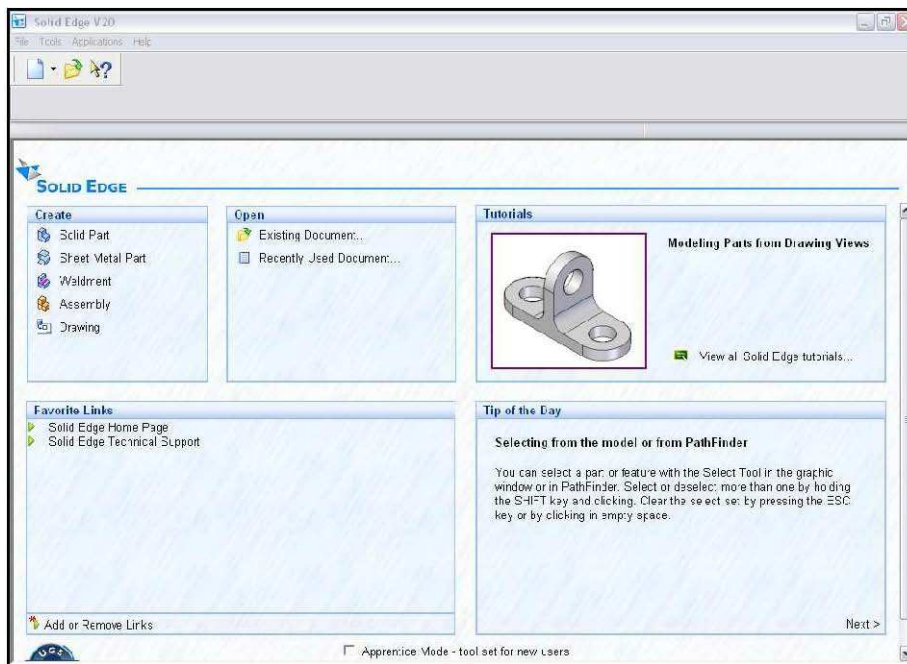 Solid Edge V20
File Tools Applications Help
SOLID EDGE
Create
Solid Part
Sheet Metal Part
Weldment
Assembly
Drawing
Open
Existing Document...
Recently Used Document...
Tutorials
Modeling Parts from Drawing Views
View all Solid Edge tutorials...
Favorite Links
Solid Edge Home Page
Solid Edge Technical Support
Add or Remove Links
Tip of the Day
Selecting from the model or from PathFinder
You can select a part or feature with the Select Tool in the graphic
window or in PathFinder. Select or deselect more than one by holding
the SHIFT key and clicking. Clear the select set by pressing the ESC
key or by clicking in empty space.
Next >
UGS
Apprentice Mode - tool set for new users